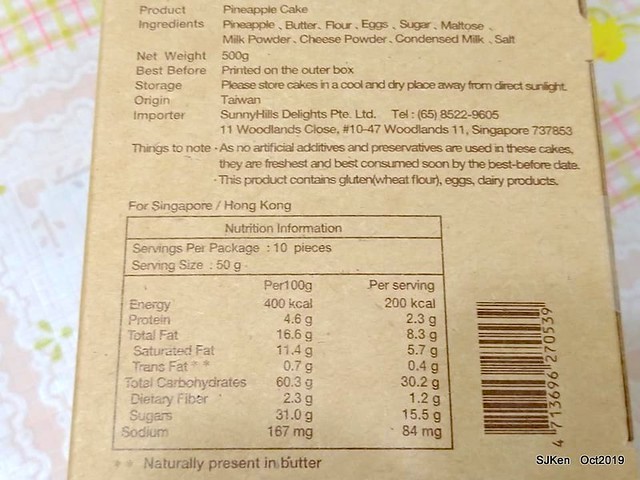 Product Pineapple Cake
Ingredients Pineapple、Butter、Flour、Eggs、Sugar、Maltose、
Milk Powder、Cheese Powder、Condensed Milk、Salt
Net Weight 500g
Best Before Printed on the outer box
Storage Please store cakes in a cool and dry place away from direct sunlight.
Origin Taiwan
Importer SunnyHills Delights Pte. Ltd. Tel : (65) 8522-9605
11 Woodlands Close, #10-47 Woodlands 11, Singapore 737853
Things to note ·As no artificial additives and preservatives are used in these cakes,
they are freshest and best consumed soon by the best-before date.
·This product contains gluten(wheat flour), eggs, dairy products.
For Singapore / Hong Kong
Nutrition Information
Servings Per Package : 10 pieces
Serving Size : 50 g
Per100g Per serving
Energy 400 kcal 200 kcal
Protein 4.6 g 2.3 g
Total Fat 16.6 g 8.3 g
Saturated Fat 11.4 g 5.7 g
Trans Fat ** 0.7 g 0.4 g
Total Carbohydrates 60.3 g 30.2 g
Dietary Fiber 2.3 g 1.2 g
Sugars 31.0 g 15.5 g
Sodium 167 mg 84 mg
** Naturally present in butter
4 713696 270539
SJKen Oct2019